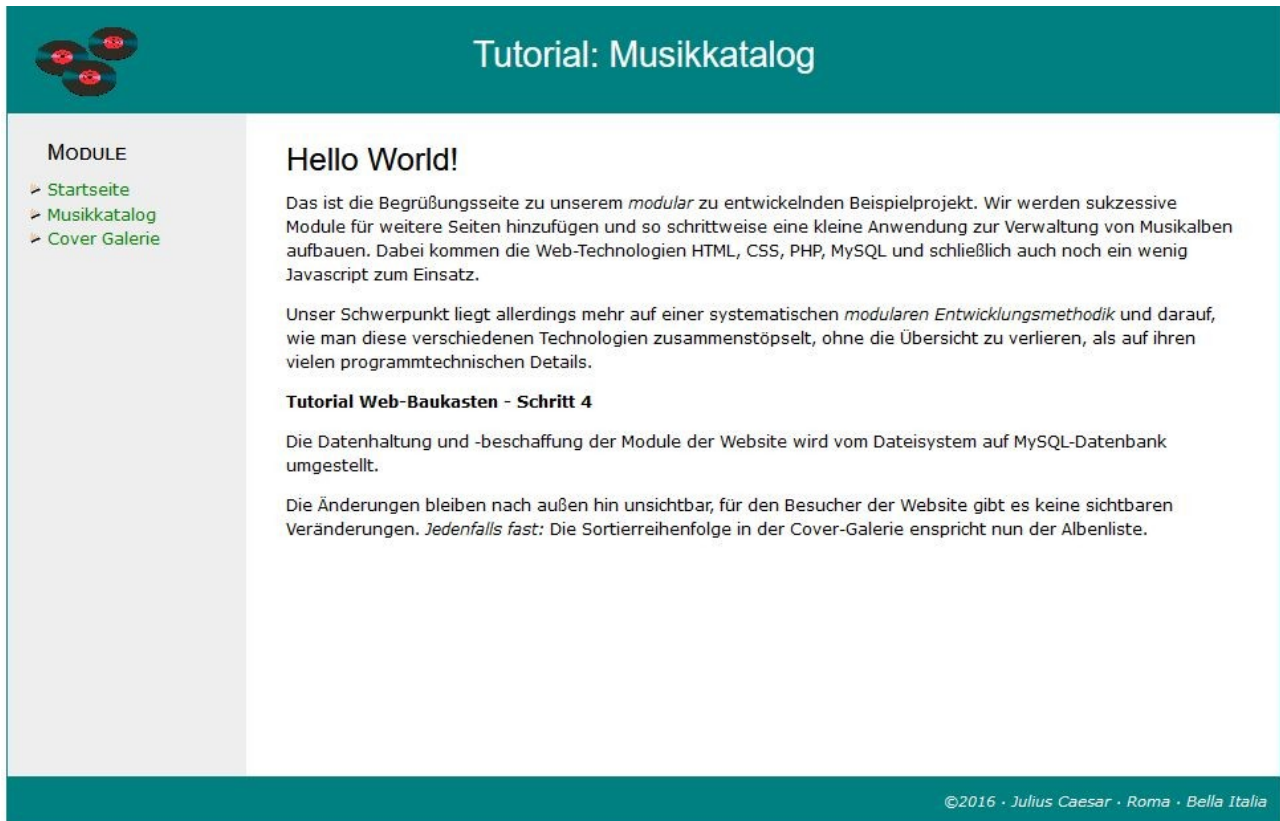 Tutorial: Musikkatalog
MODULE
Startseite
Musikkatalog
Cover Galerie
Hello World!
Das ist die Begrüßungsseite zu unserem modular zu entwickelnden Beispielprojekt. Wir werden sukzessive
Module für weitere Seiten hinzufügen und so schrittweise eine kleine Anwendung zur Verwaltung von Musikalben
aufbauen. Dabei kommen die Web-Technologien HTML, CSS, PHP, MySQL und schließlich auch noch ein wenig
Javascript zum Einsatz.
Unser Schwerpunkt liegt allerdings mehr auf einer systematischen modularen Entwicklungsmethodik und darauf,
wie man diese verschiedenen Technologien zusammenstöpselt, ohne die Übersicht zu verlieren, als auf ihren
vielen programmtechnischen Details.
Tutorial Web-Baukasten - Schritt 4
Die Datenhaltung und -beschaffung der Module der Website wird vom Dateisystem auf MySQL-Datenbank
umgestellt.
Die Änderungen bleiben nach außen hin unsichtbar, für den Besucher der Website gibt es keine sichtbaren
Veränderungen. Jedenfalls fast: Die Sortierreihenfolge in der Cover-Galerie enspricht nun der Albenliste.
©2016 · Julius Caesar · Roma · Bella Italia